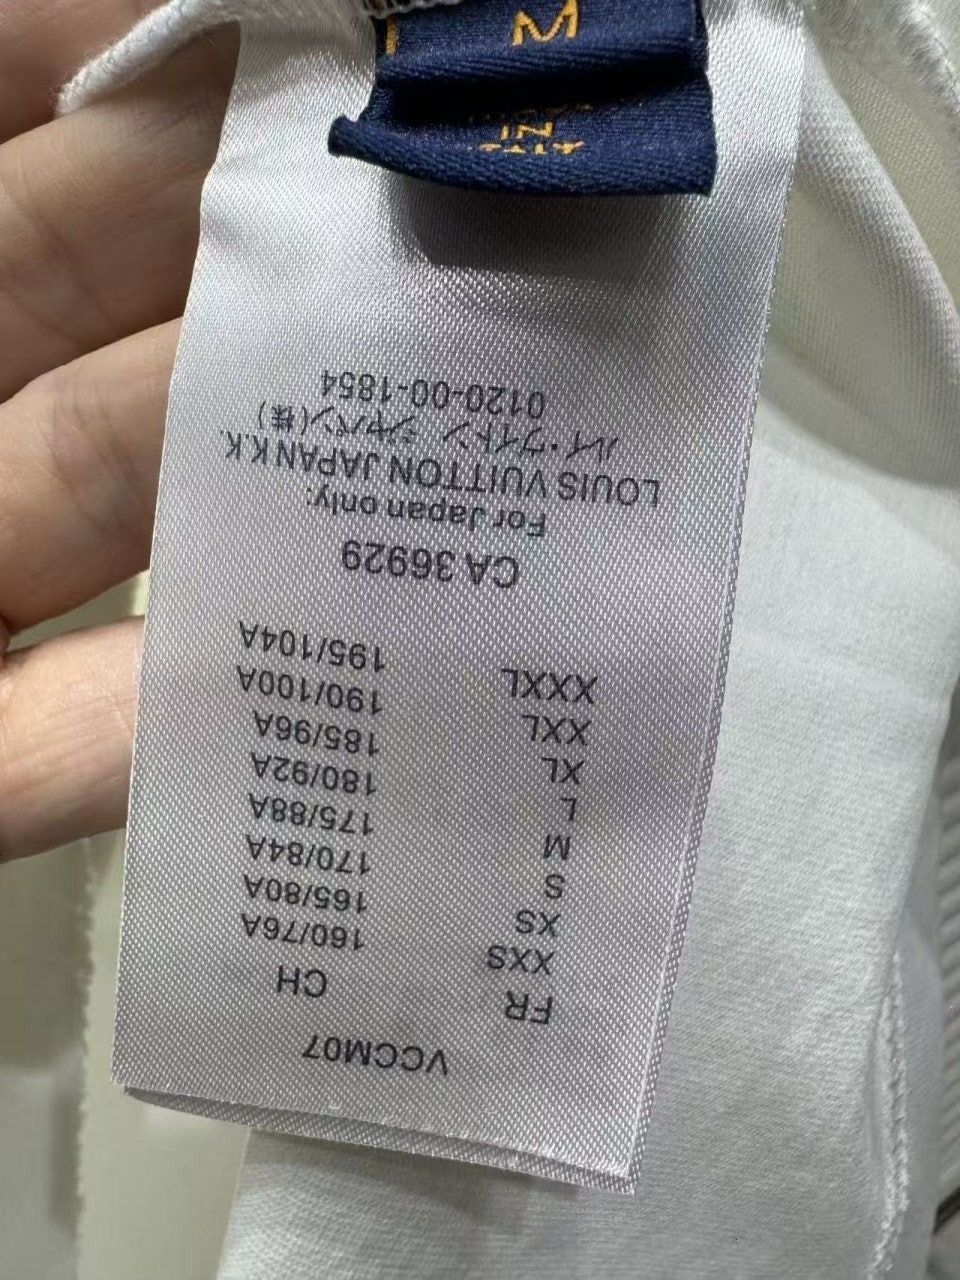 M
IN
ITALY
VCCM07
FR CH
XXS 160/76A
XS 165/80A
S 170/84A
M 175/88A
L 180/92A
XL 185/96A
XXL 190/100A
XXXL 195/104A
CA 36929
For Japan only:
LOUIS VUITTON JAPAN K.K.
ルイ・ヴィトン ジャパン(株)
0120-00-1854